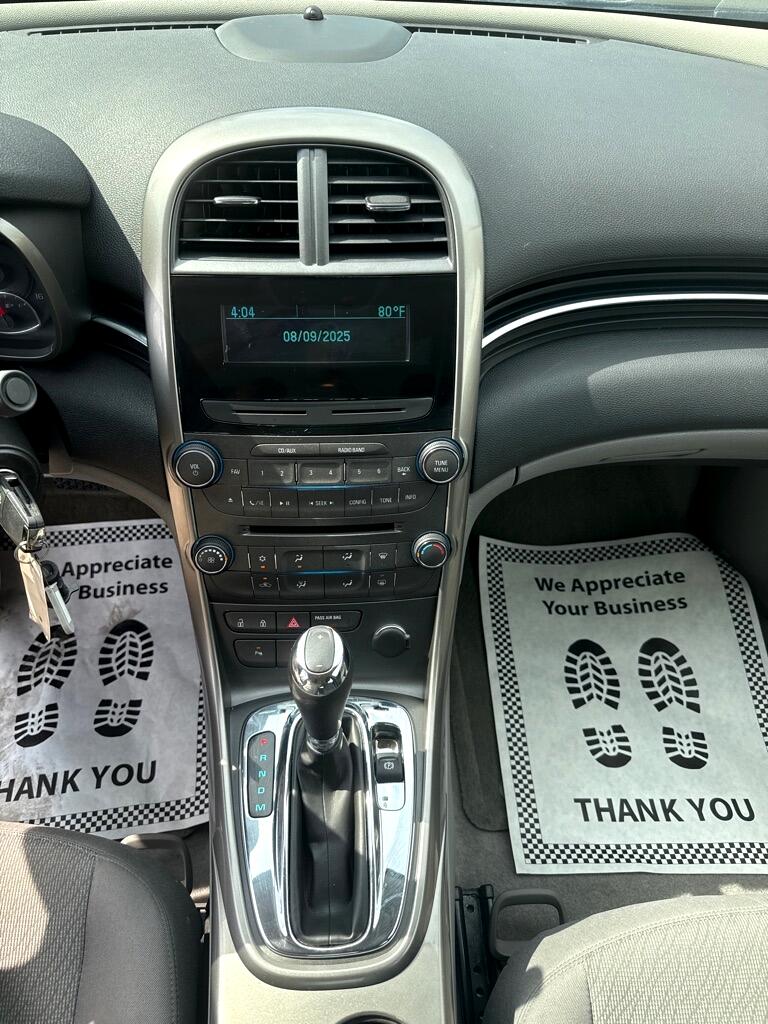 4:04 80°F
08/09/2025
CD/AUX RADIO BAND
VOL
FAV 1 2 3 4 5 6 BACK
TUNE
MENU
SEEK CONFIG TONE INFO
PASS AIR BAG
P
R
N
D
M
16
Appreciate
Business
HANK YOU
We Appreciate
Your Business
THANK YOU